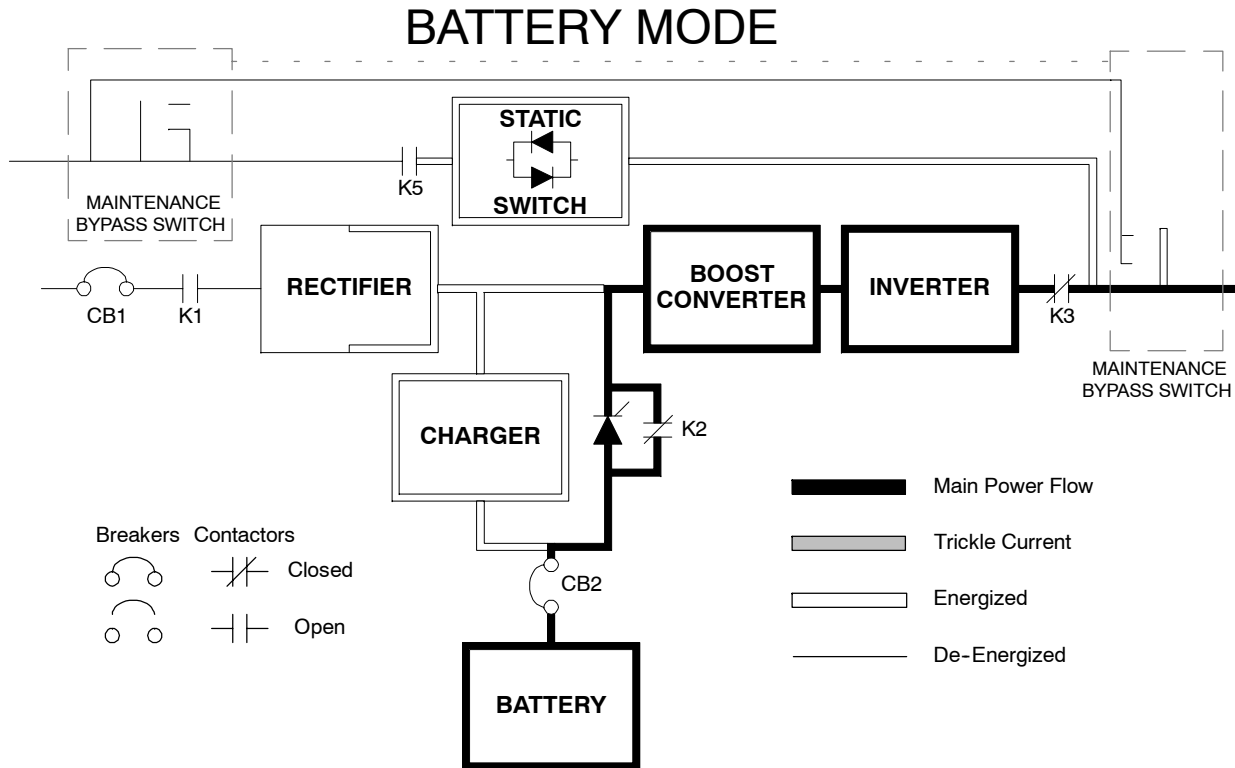 BATTERY MODE
STATIC
SWITCH
K5
MAINTENANCE
BYPASS SWITCH
RECTIFIER
BOOST
CONVERTER
INVERTER
CB1
K1
K3
MAINTENANCE
BYPASS SWITCH
CHARGER
K2
Main Power Flow
Breakers Contactors
Trickle Current
Closed
CB2
Energized
Open
De-Energized
BATTERY